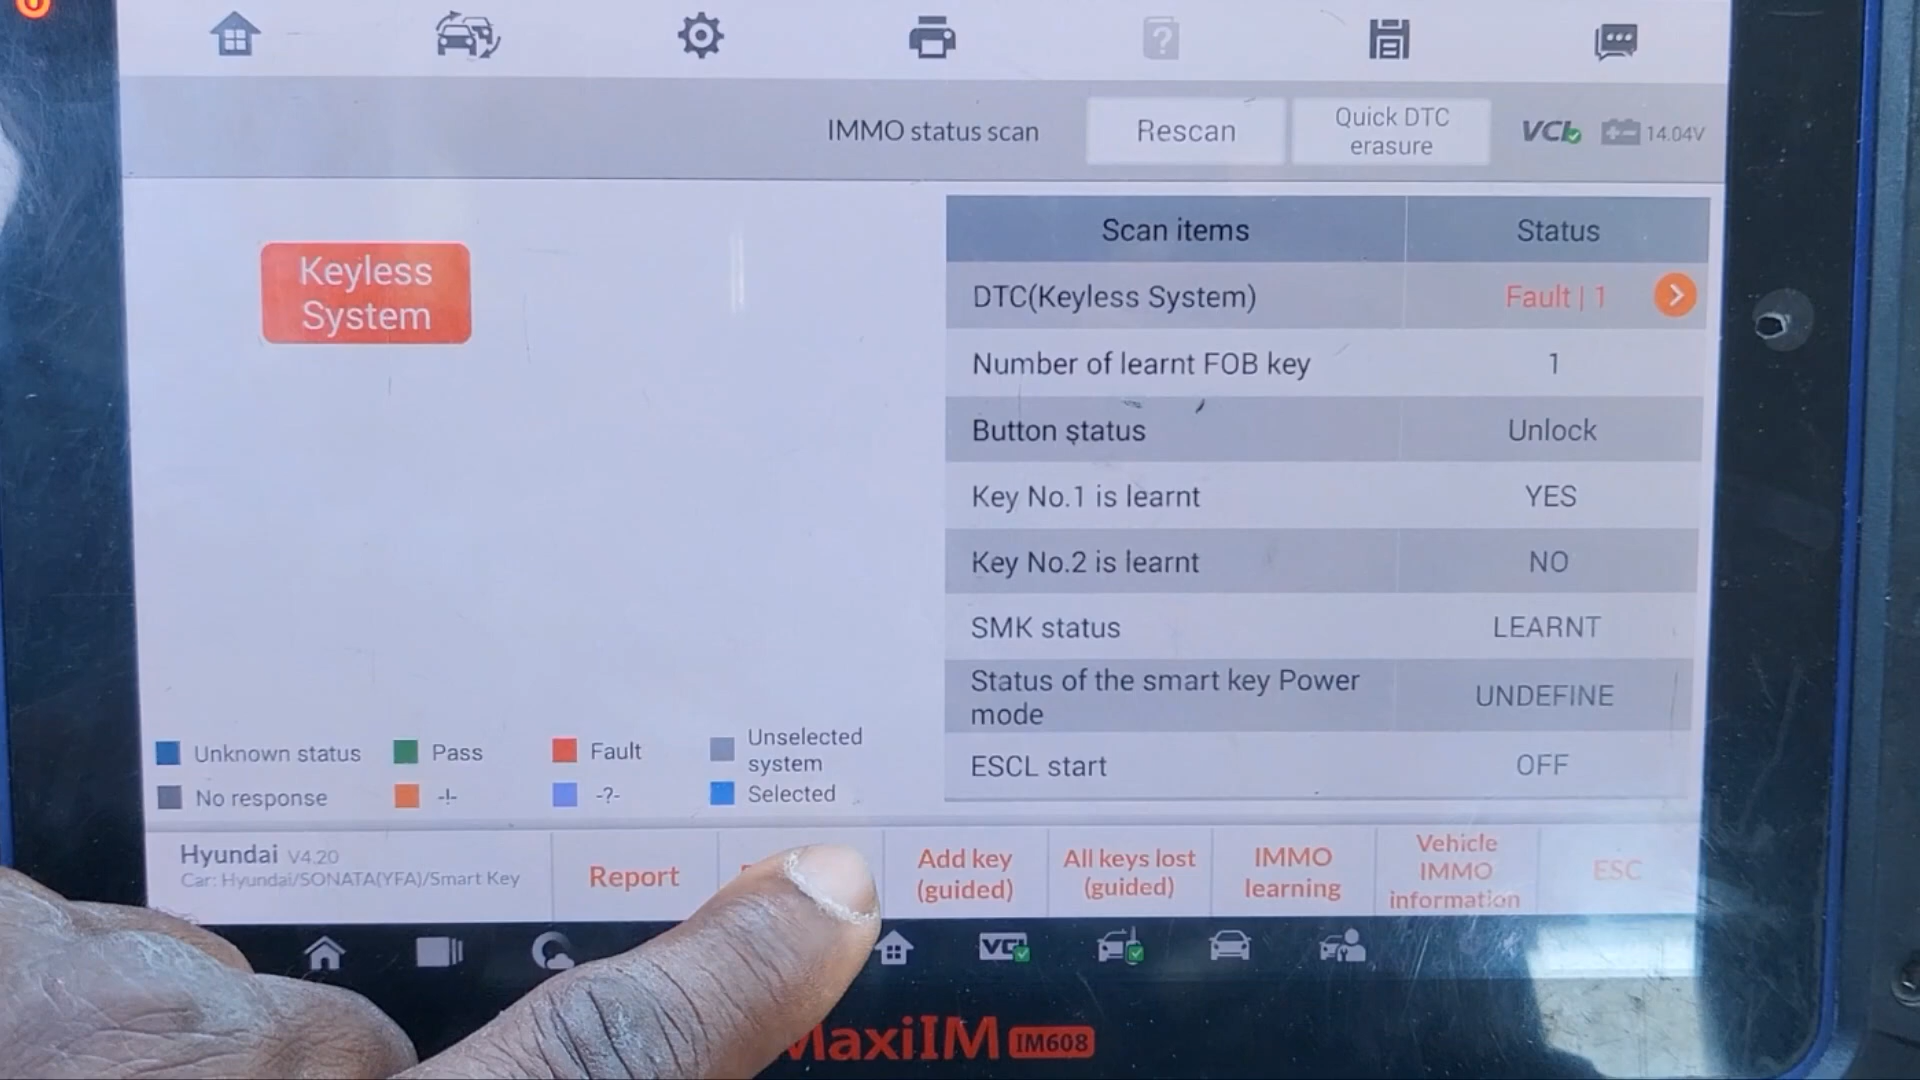 IMMO status scan
Rescan
Quick DTC
erasure
VCI
14.04V
Keyless
System
Scan items
Status
DTC(Keyless System)
Fault | 1
Number of learnt FOB key
1
Button status
Unlock
Key No.1 is learnt
YES
Key No.2 is learnt
NO
SMK status
LEARNT
Status of the smart key Power
mode
UNDEFINE
ESCL start
OFF
Unknown status
Pass
Fault
Unselected
system
No response
-!-
-?-
Selected
Hyundai V4.20
Car: Hyundai/SONATA(YFA)/Smart Key
Report
Add key
(guided)
All keys lost
(guided)
IMMO
learning
Vehicle
IMMO
information
ESC
VCI
MaxiIM IM608